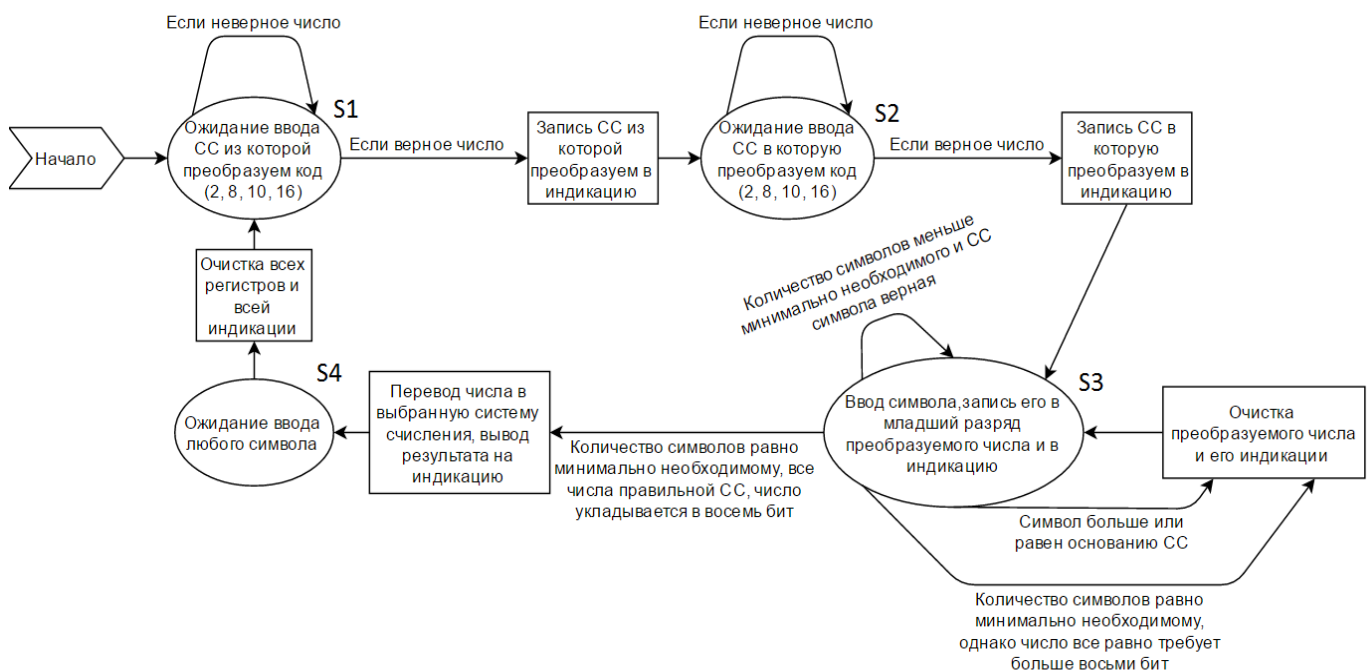 Если неверное число
Если неверное число
S1
S2
Начало
Ожидание ввода
СС из которой
преобразуем код
(2, 8, 10, 16)
Если верное число
Запись СС из
которой
преобразуем в
индикацию
Ожидание ввода
СС в которую
преобразуем код
(2, 8, 10, 16)
Если верное число
Запись СС в
которую
преобразуем в
индикацию
Количество символов меньше
минимально необходимого и СС
символа верная
Очистка всех
регистров и
всей
индикации
S4
S3
Ожидание ввода
любого символа
Перевод числа в
выбранную систему
счисления, вывод
результата на
индикацию
Количество символов равно
минимально необходимому, все
числа правильной СС, число
укладывается в восемь бит
Ввод символа,запись его в
младший разряд
преобразуемого числа и в
индикацию
Очистка
преобразуемого числа
и его индикации
Символ больше или
равен основанию СС
Количество символов равно
минимально необходимому,
однако число все равно требует
больше восьми бит